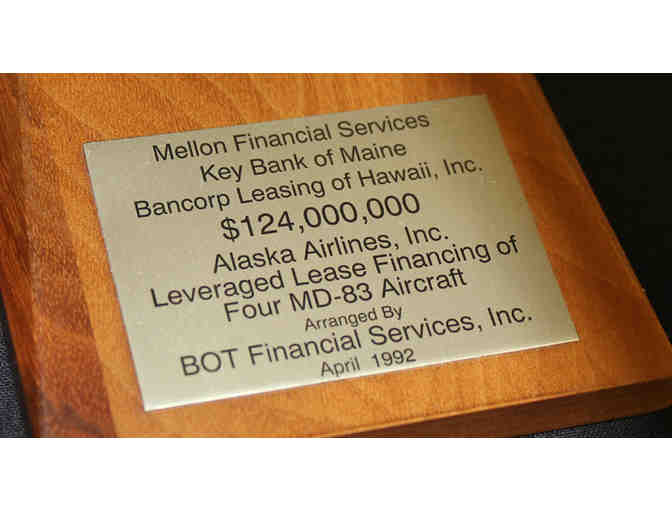 Mellon Financial Services
Key Bank of Maine
Bancorp Leasing of Hawaii, Inc.
$124,000,000
Alaska Airlines, Inc.
Leveraged Lease Financing of
Four MD-83 Aircraft
Arranged By
BOT Financial Services, Inc.
April 1992